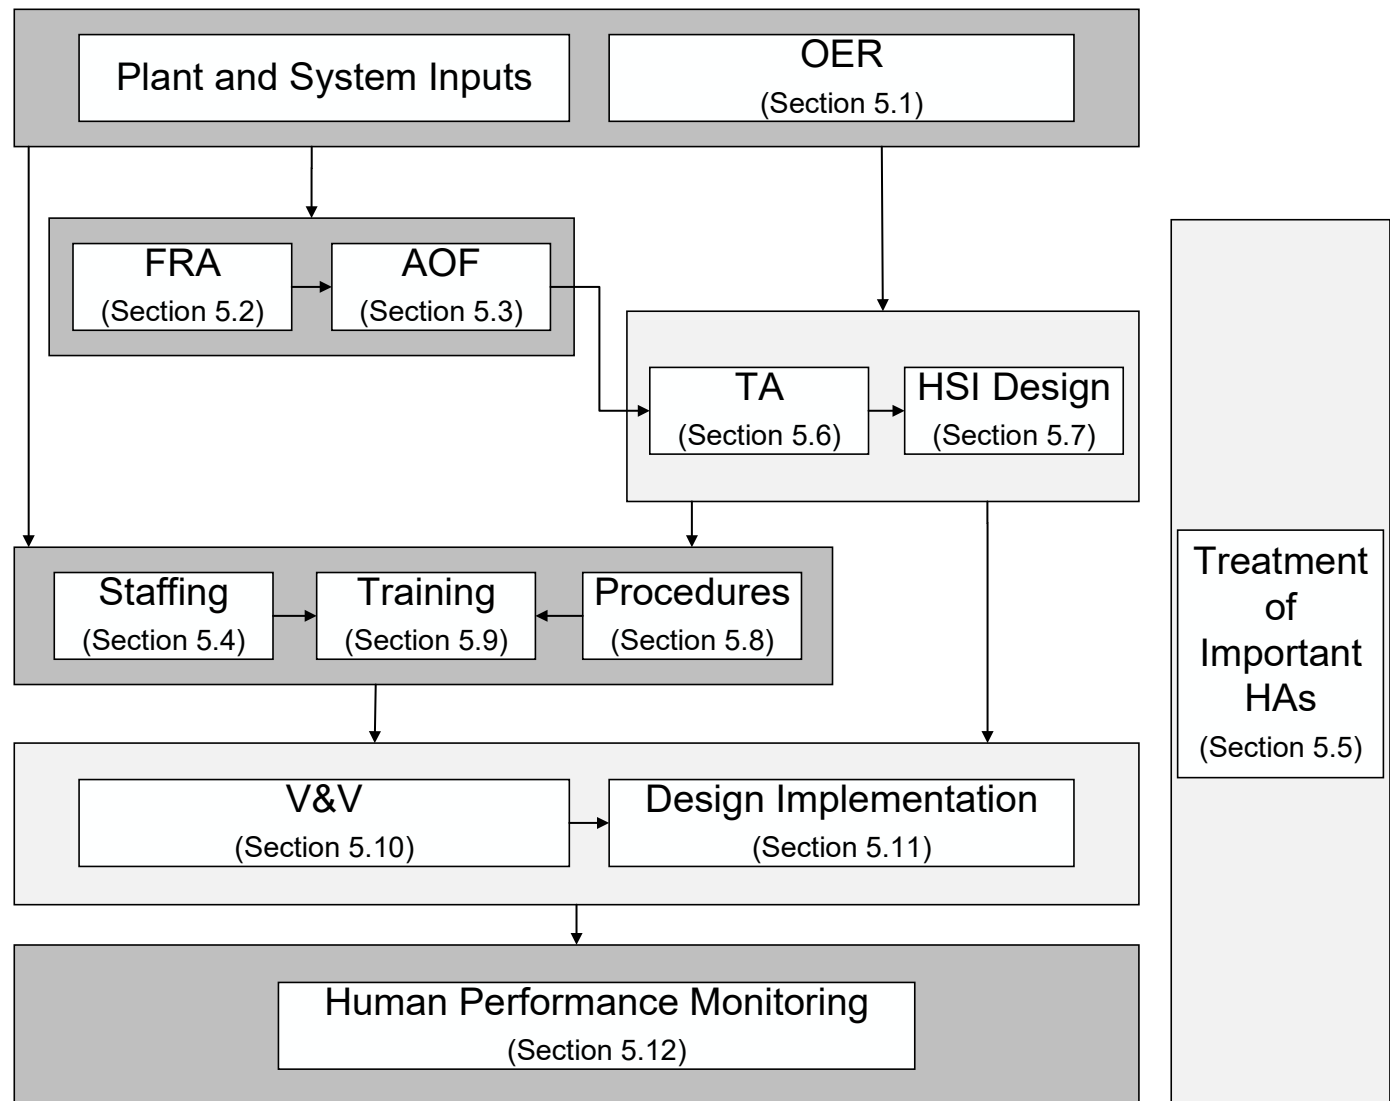 Plant and System Inputs
OER
(Section 5.1)
FRA
(Section 5.2)
AOF
(Section 5.3)
TA
(Section 5.6)
HSI Design
(Section 5.7)
Staffing
(Section 5.4)
Training
(Section 5.9)
Procedures
(Section 5.8)
V&V
(Section 5.10)
Design Implementation
(Section 5.11)
Human Performance Monitoring
(Section 5.12)
Treatment
of
Important
HAs
(Section 5.5)